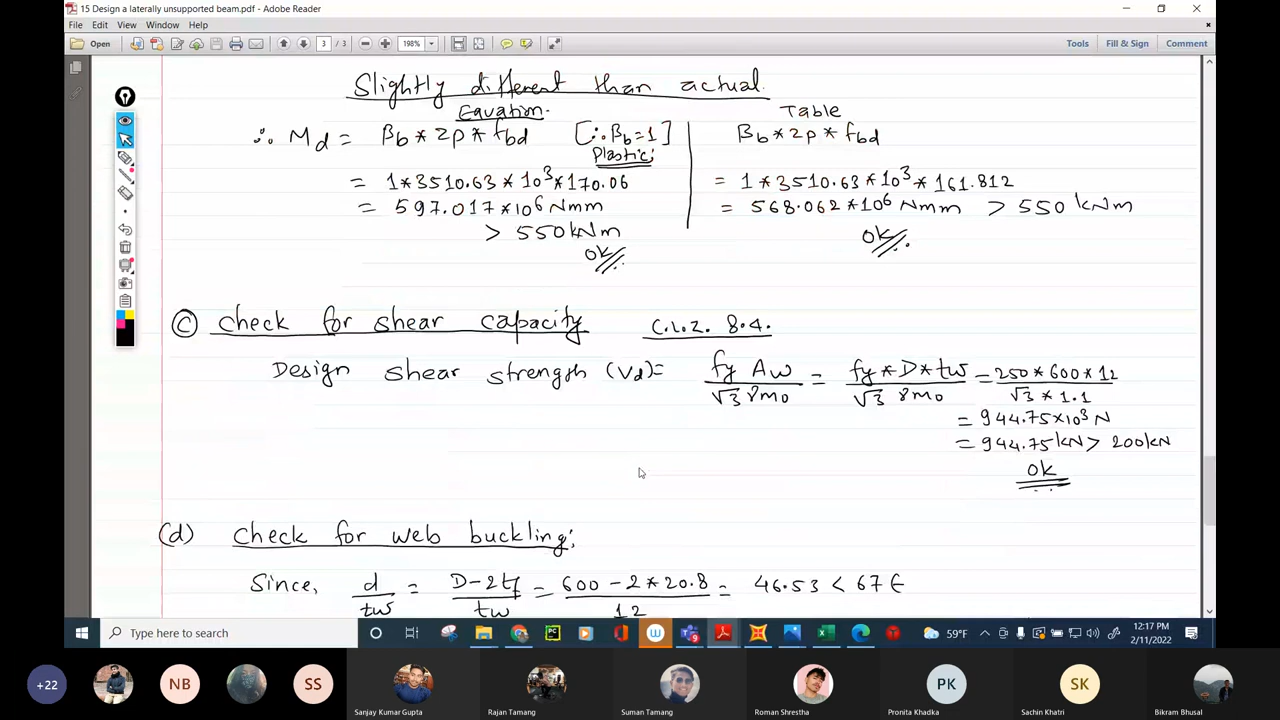 15 Design a laterally unsupported beam.pdf - Adobe Reader
File Edit View Window Help
Open 3 / 3 198% Tools Fill & Sign Comment
Slightly different than actual.
Equation. Table
∴ Md = βb * Zp * fbd [∴ βb = 1] βb * Zp * fbd
Plastic;
= 1*3510.63*10³*170.06 = 1*3510.63*10³*161.812
= 597.017*10⁶ Nmm = 568.062*10⁶ Nmm > 550 kNm
> 550kNm OK
OK
(c) Check for shear capacity C.L.Z. 8.4.
Design shear strength (Vd) = fy Aw / √3 γm0 = fy * D * tw / √3 γm0 = 250*600*12 / √3 * 1.1
= 944.75×10³ N
= 944.75kN > 200kN
OK
(d) Check for web buckling;
Since, d / tw = D-2tf / tw = 600-2*20.8 / 12 = 46.53 < 67 ∈
Type here to search
59°F
12:17 PM
2/11/2022
+22 NB SS PK SK
Sanjay Kumar Gupta Rajan Tamang Suman Tamang Roman Shrestha Pronita Khadka Sachin Khatri Bikram Bhusal